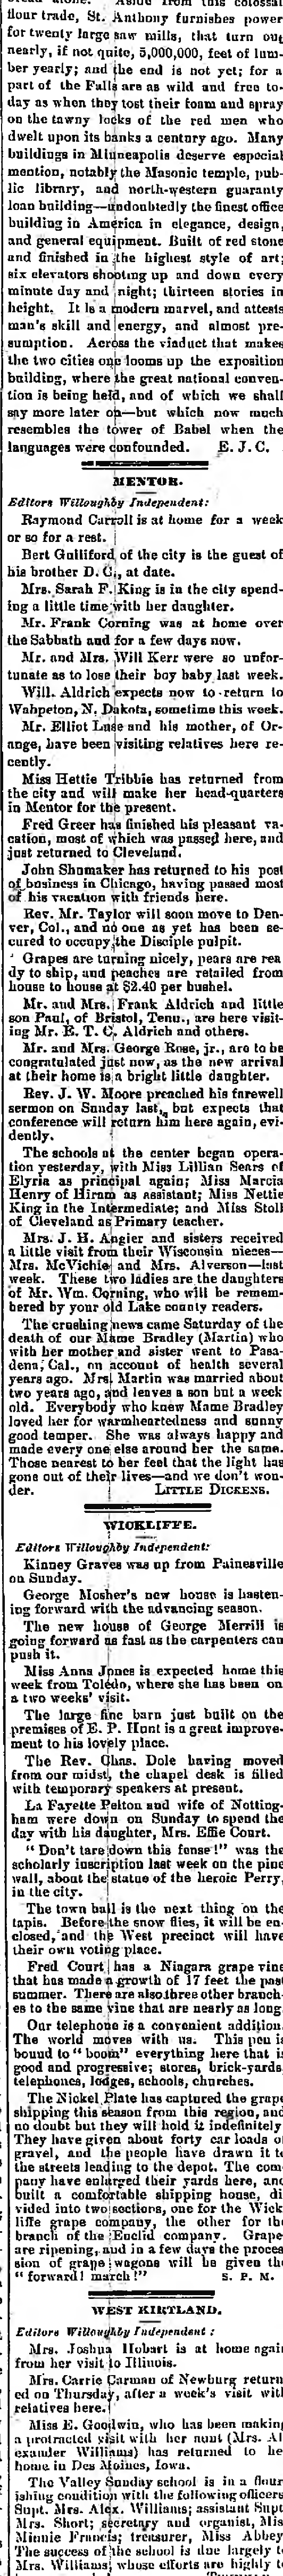 bread alone. Aside from this colossal
flour trade, St. Anthony furnishes power
for twenty large saw mills, that turn out
nearly, if not quite, 5,000,000, feet of lum-
ber yearly; and the end is not yet; for a
part of the Falls are as wild and free to-
day as when they tost their foam and spray
on the tawny locks of the red men who
dwelt upon its banks a century ago. Many
buildings in Minneapolis deserve especial
mention, notably the Masonic temple, pub-
lic library, and north-western guaranty
loan building—undoubtedly the finest office
building in America in elegance, design,
and general equipment. Built of red stone
and finished in the highest style of art;
six elevators shooting up and down every
minute day and night; thirteen stories in
height. It is a modern marvel, and attests
man's skill and energy, and almost pre-
sumption. Across the viaduct that makes
the two cities one looms up the exposition
building, where the great national conven-
tion is being held, and of which we shall
say more later on—but which now much
resembles the tower of Babel when the
languages were confounded. E. J. C.
MENTOR.
Editors Willoughby Independent:
Raymond Carroll is at home for a week
or so for a rest.
Bert Gulliford of the city is the guest of
his brother D. C., at date.
Mrs. Sarah F. King is in the city spend-
ing a little time with her daughter.
Mr. Frank Corning was at home over
the Sabbath and for a few days now.
Mr. and Mrs. Will Kerr were so unfor-
tunate as to lose their boy baby last week.
Will. Aldrich expects now to return to
Wahpeton, N. Dakota, sometime this week.
Mr. Elliot Luse and his mother, of Or-
ange, have been visiting relatives here re-
cently.
Miss Hettie Tribbie has returned from
the city and will make her head-quarters
in Mentor for the present.
Fred Greer has finished his pleasant va-
cation, most of which was passed here, and
just returned to Cleveland.
John Shumaker has returned to his post
of business in Chicago, having passed most
of his vacation with friends here.
Rev. Mr. Taylor will soon move to Den-
ver, Col., and no one as yet has been se-
cured to occupy the Disciple pulpit.
Grapes are turning nicely, pears are rea
dy to ship, and peaches are retailed from
house to house at $2.40 per bushel.
Mr. and Mrs. Frank Aldrich and little
son Paul, of Bristol, Tenn., are here visit-
ing Mr. E. T. C. Aldrich and others.
Mr. and Mrs. George Rose, jr., are to be
congratulated just now, as the new arrival
at their home is a bright little daughter.
Rev. J. W. Moore preached his farewell
sermon on Sunday last, but expects that
conference will return him here again, evi-
dently.
The schools at the center began opera-
tion yesterday, with Miss Lillian Sears of
Elyria as principal again; Miss Marcia
Henry of Hiram as assistant; Miss Nettie
King in the Intermediate; and Miss Stoll
of Cleveland as Primary teacher.
Mrs. J. H. Angier and sisters received
a little visit from their Wisconsin nieces—
Mrs. McVichie and Mrs. Alverson—last
week. These two ladies are the daughters
of Mr. Wm. Corning, who will be remem-
bered by your old Lake county readers.
The crushing news came Saturday of the
death of our Mame Bradley (Martin) who
with her mother and sister went to Pasa-
dena, Cal., on account of health several
years ago. Mrs. Martin was married about
two years ago, and leaves a son but a week
old. Everybody who knew Mame Bradley
loved her for warmheartedness and sunny
good temper. She was always happy and
made every one else around her the same.
Those nearest to her feel that the light has
gone out of their lives—and we don't won-
der. LITTLE DICKENS.
WICKLIFFE.
Editors Willoughby Independent:
Kinney Graves was up from Painesville
on Sunday.
George Mosher's new house is hasten-
ing forward with the advancing season.
The new house of George Merrill is
going forward as fast as the carpenters can
push it.
Miss Anna Jones is expected home this
week from Toledo, where she has been on
a two weeks' visit.
The large fine barn just built on the
premises of E. P. Hunt is a great improve-
ment to his lovely place.
The Rev. Chas. Dole having moved
from our midst, the chapel desk is filled
with temporary speakers at present.
La Fayette Pelton and wife of Notting-
ham were down on Sunday to spend the
day with his daughter, Mrs. Effie Court.
"Don't tare down this fense!" was the
scholarly inscription last week on the pine
wall, about the statue of the heroic Perry,
in the city.
The town hall is the next thing on the
tapis. Before the snow flies, it will be en-
closed, and the West precinct will have
their own voting place.
Fred Court has a Niagara grape vine
that has made a growth of 17 feet the past
summer. There are also three other branch-
es to the same vine that are nearly as long
Our telephone is a convenient addition.
The world moves with us. This pen is
bound to "boom" everything here that is
good and progressive; stores, brick-yards,
telephones, lodges, schools, churches.
The Nickel Plate has captured the grape
shipping this season from this region, and
no doubt but they will hold it indefinitely
They have given about forty car loads of
gravel, and the people have drawn it to
the streets leading to the depot. The com
pany have enlarged their yards here, and
built a comfortable shipping house, di
vided into two sections, one for the Wick
liffe grape company, the other for the
branch of the Euclid company. Grapes
are ripening, and in a few days the proces
sion of grape wagons will be given the
"forward! march!" S. P. M.
WEST KIRTLAND.
Editors Willoughby Independent:
Mrs. Joshua Hobart is at home again
from her visit to Illinois.
Mrs. Carrie Carman of Newburg return
ed on Thursday, after a week's visit with
relatives here.
Miss E. Goodwin, who has been making
a protracted visit with her aunt (Mrs. Al
exander Williams) has returned to her
home in Des Moines, Iowa.
The Valley Sunday school is in a flour
ishing condition with the following officers
Supt. Mrs. Alex. Williams; assistant Supt
Mrs. Short; secretary and organist, Miss
Minnie Francis; treasurer, Miss Abbey
The success of the school is due largely to
Mrs. Williams, whose efforts are highly